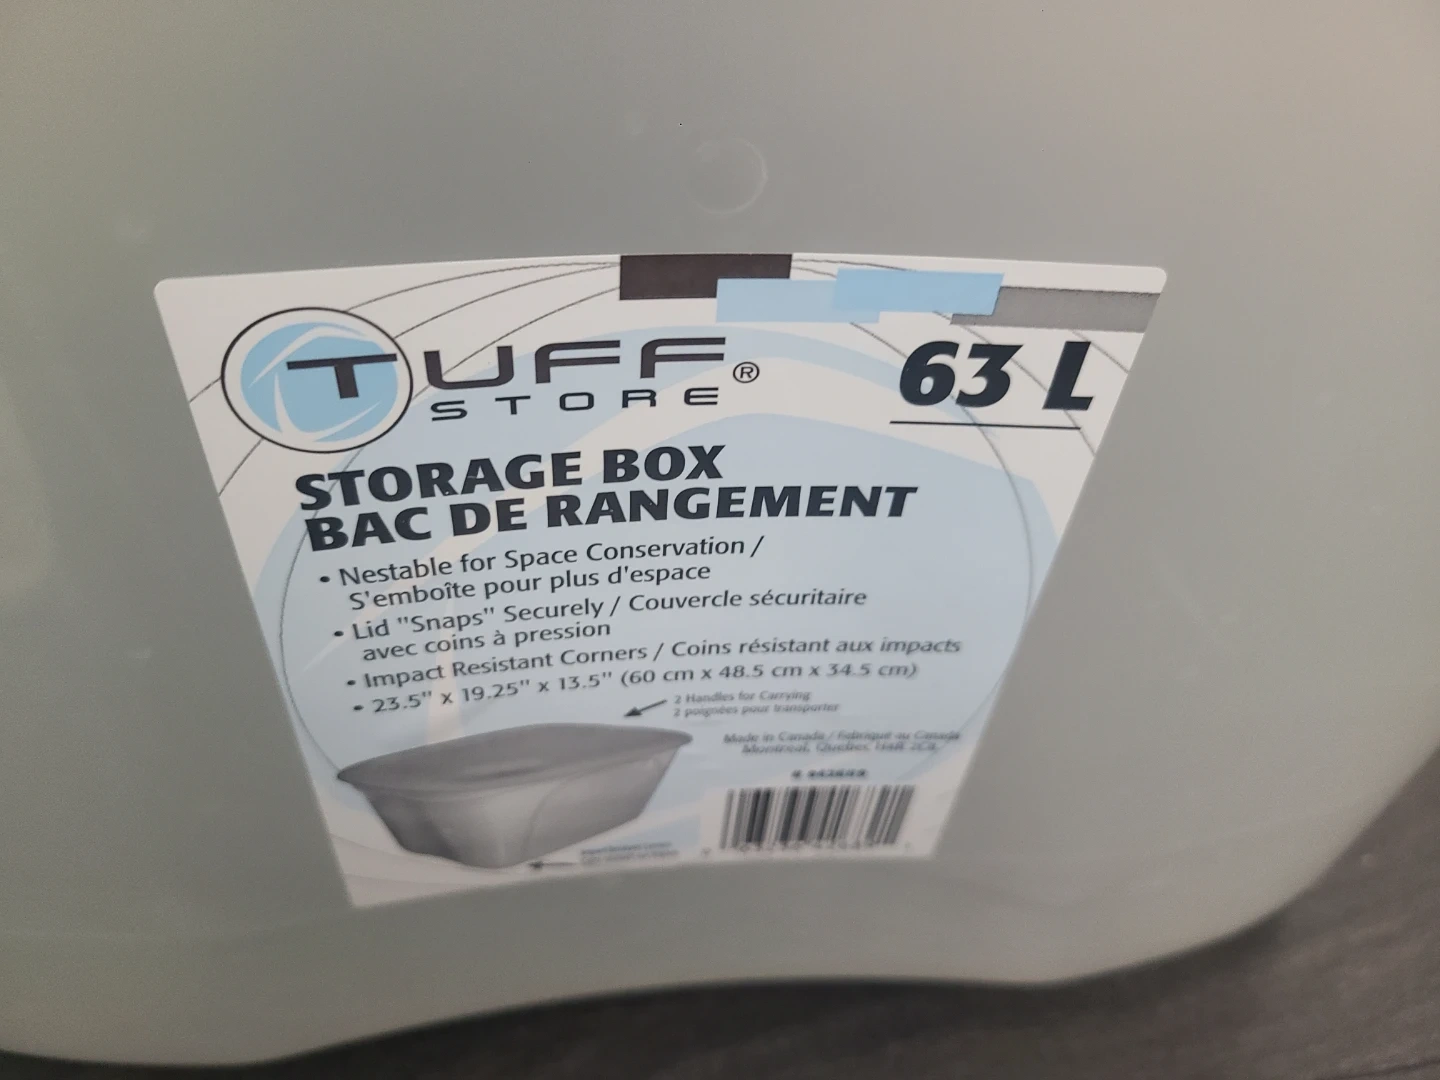 TUFF®
STORE
63 L
STORAGE BOX
BAC DE RANGEMENT
• Nestable for Space Conservation /
S'emboîte pour plus d'espace
• Lid "Snaps" Securely / Couvercle sécuritaire
avec coins à pression
• Impact Resistant Corners / Coins résistant aux impacts
• 23.5" x 19.25" x 13.5" (60 cm x 48.5 cm x 34.5 cm)
2 Handles for Carrying
2 poignées pour transporter
Made in Canada / Fabriqué au Canada
Montreal, Quebec